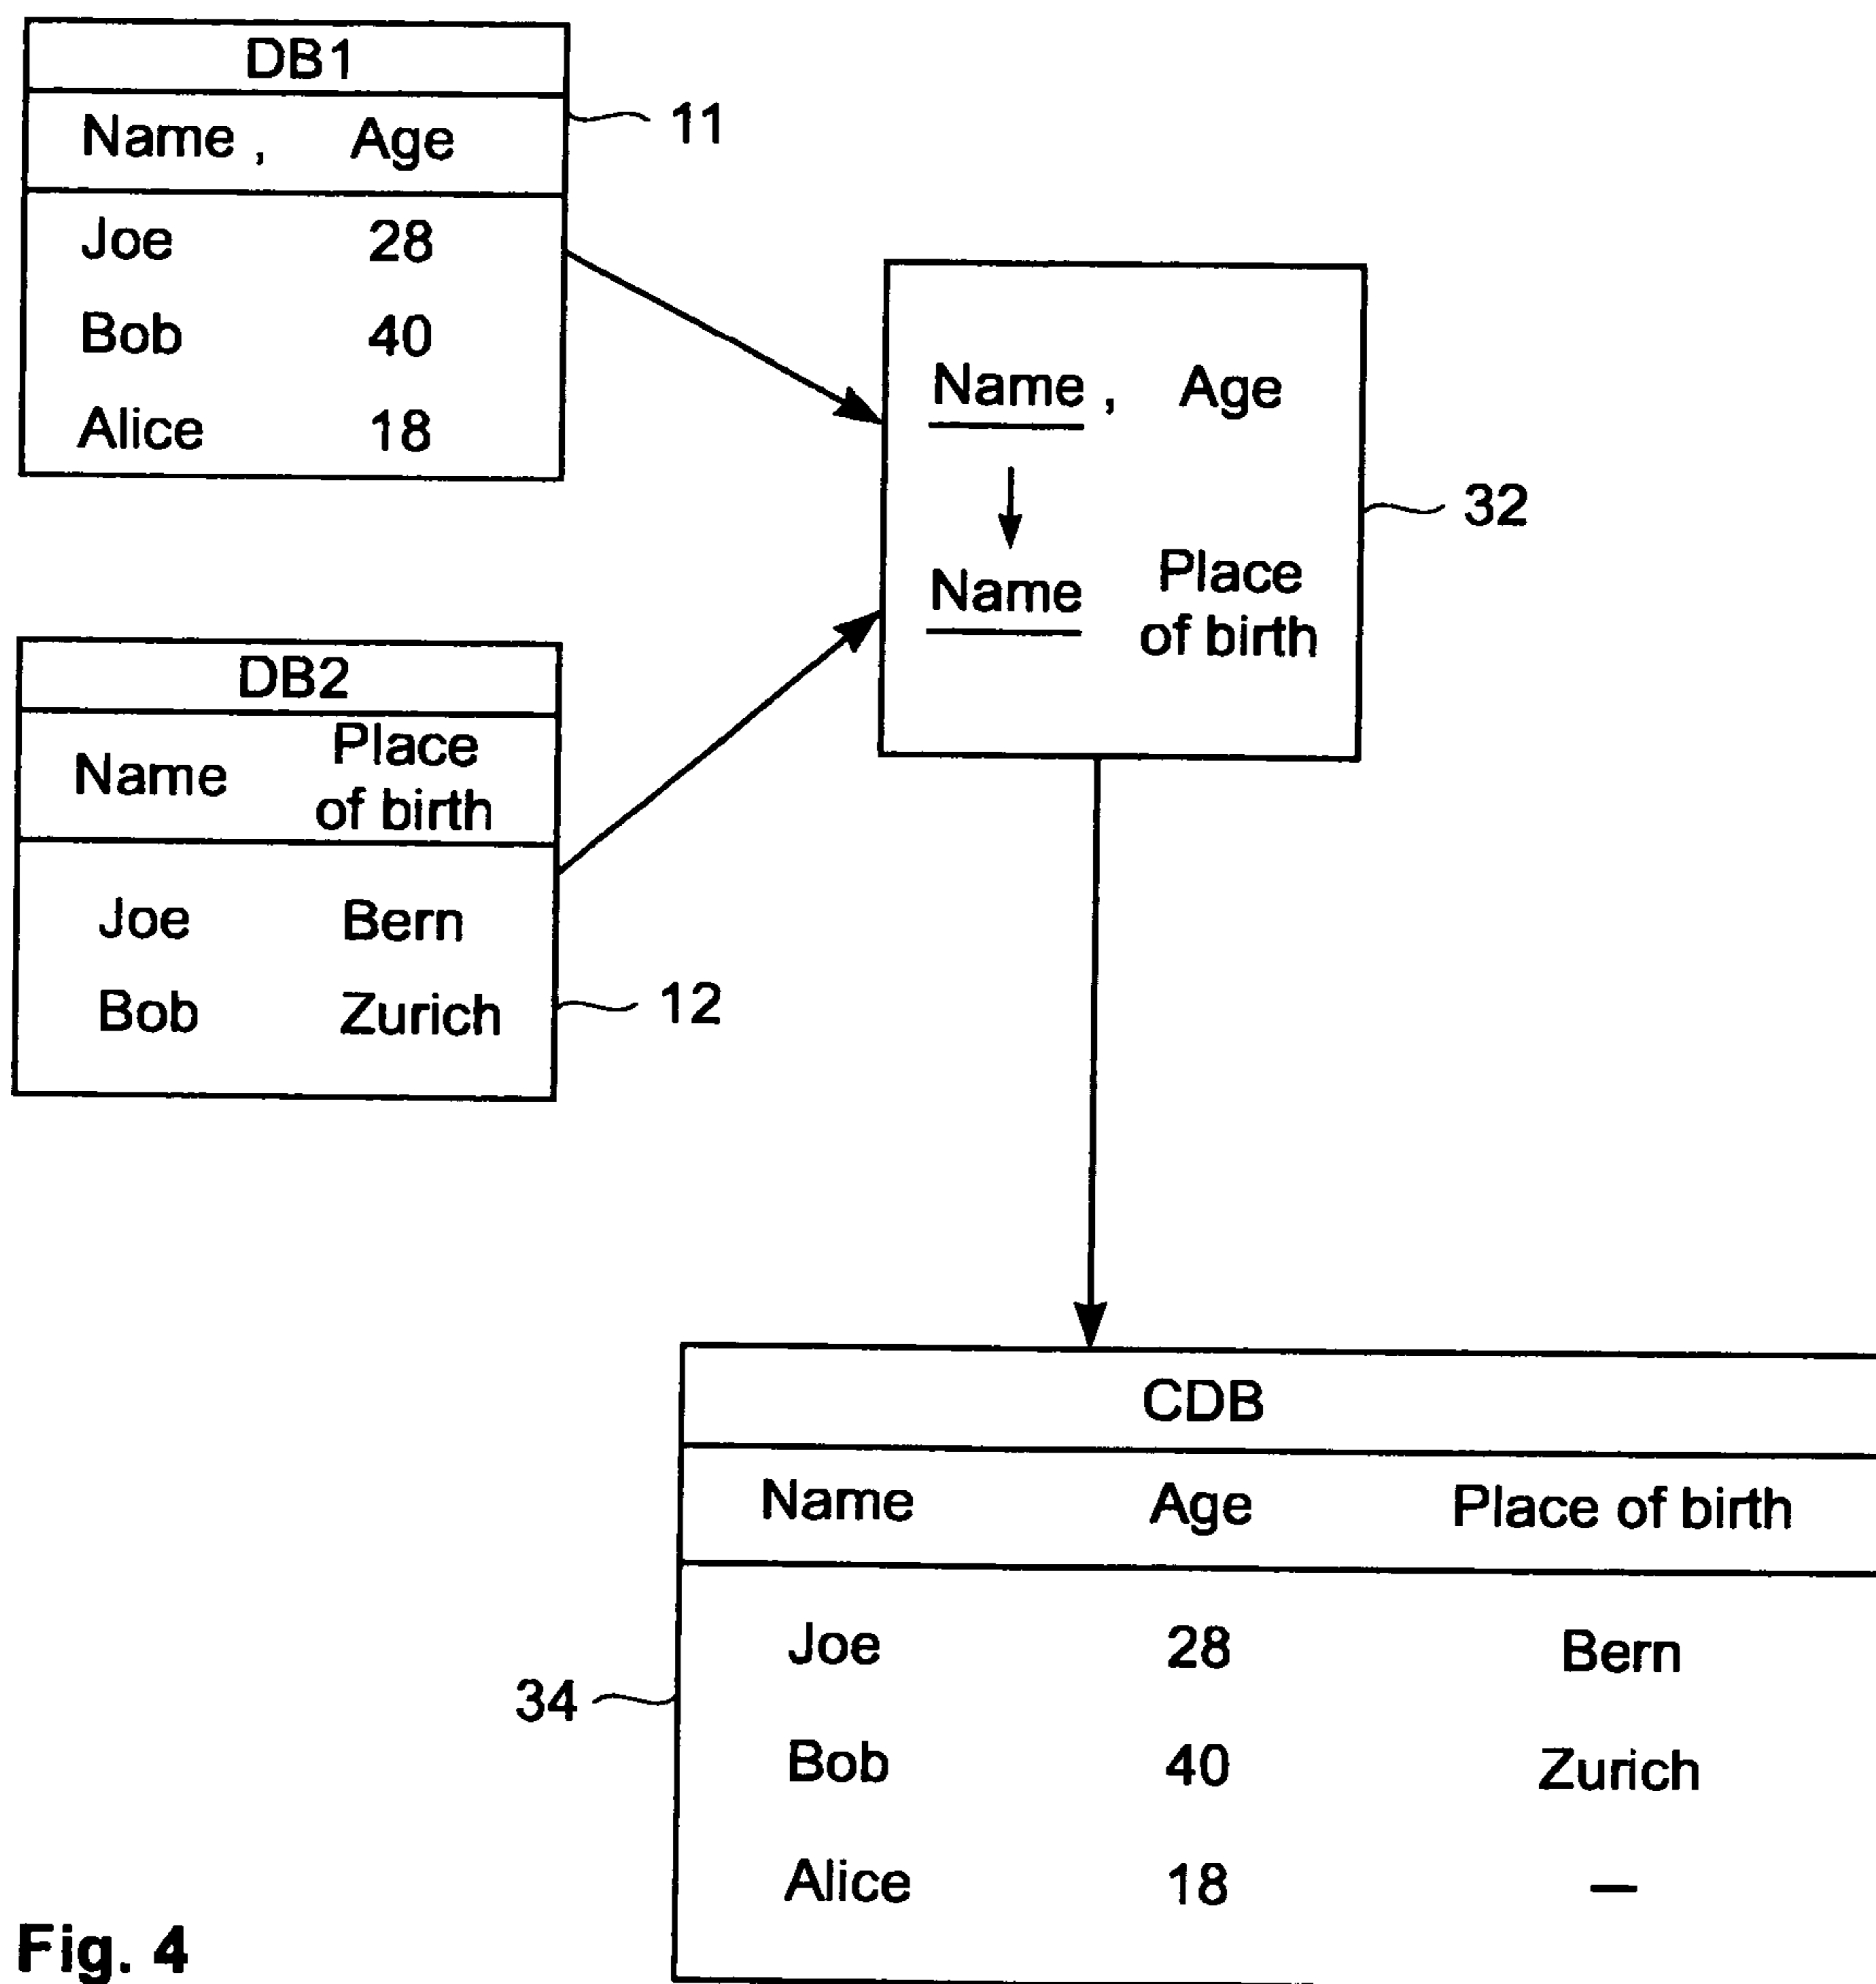 DB1
Name , Age
11
Joe 28
Bob 40
Alice 18
Name , Age
Name Place of birth
32
DB2
Name Place of birth
Joe Bern
Bob Zurich
12
CDB
Name Age Place of birth
Joe 28 Bern
34
Bob 40 Zurich
Alice 18 —
Fig. 4